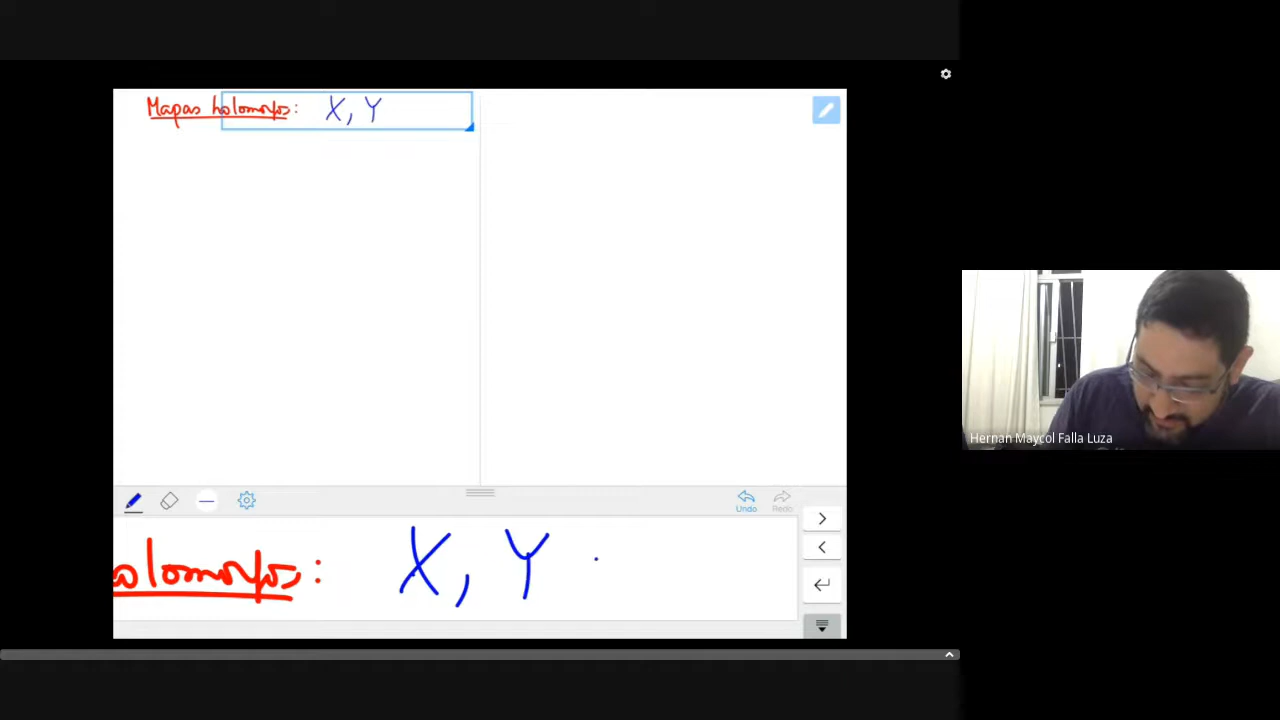 Mapas holomorfos: X, Y
Undo
Redo
olomorfos: X, Y
Hernan Maycol Falla Luza